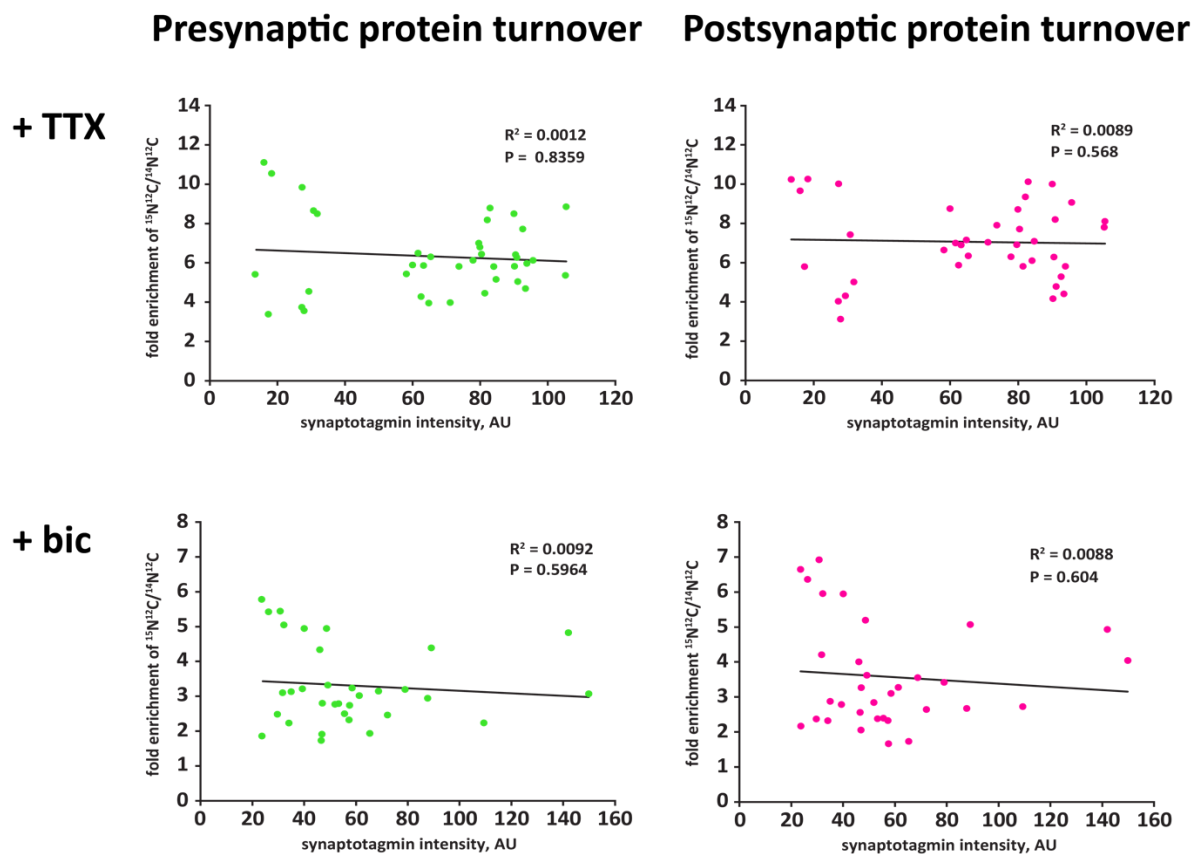 Presynaptic protein turnover
Postsynaptic protein turnover
+ TTX
fold enrichment of ¹⁵N¹²C/¹⁴N¹²C
14
12
10
8
6
4
2
0
R² = 0.0012
P = 0.8359
0 20 40 60 80 100 120
synaptotagmin intensity, AU
fold enrichment of ¹⁵N¹²C/¹⁴N¹²C
14
12
10
8
6
4
2
0
R² = 0.0089
P = 0.568
0 20 40 60 80 100 120
synaptotagmin intensity, AU
+ bic
fold enrichment of ¹⁵N¹²C/¹⁴N¹²C
8
7
6
5
4
3
2
1
0
R² = 0.0092
P = 0.5964
0 20 40 60 80 100 120 140 160
synaptotagmin intensity, AU
fold enrichment ¹⁵N¹²C/¹⁴N¹²C
8
7
6
5
4
3
2
1
0
R² = 0.0088
P = 0.604
0 20 40 60 80 100 120 140 160
synaptotagmin intensity, AU